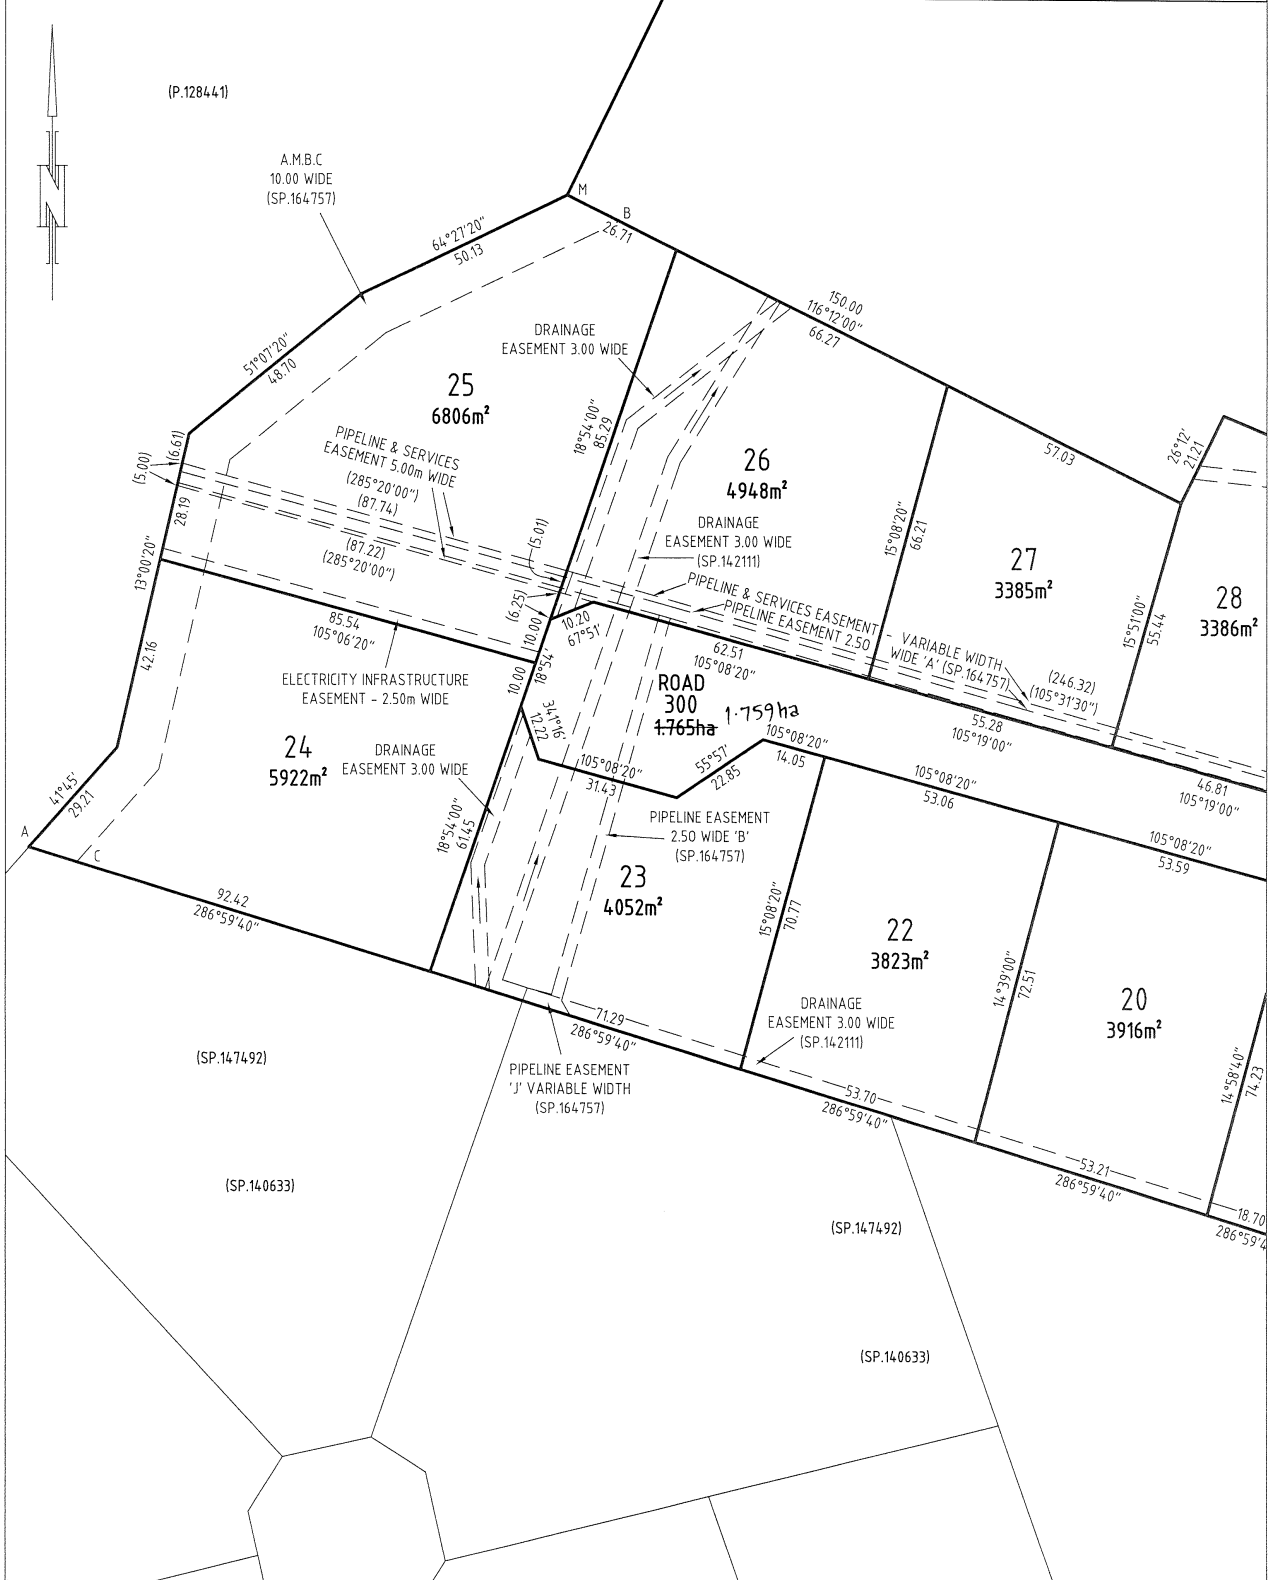 (P.128441)
A.M.B.C
10.00 WIDE
(SP.164757)
M
B
64°27'20"
50.13
26.71
150.00
116°12'00"
66.27
51°07'20"
48.70
DRAINAGE
EASEMENT 3.00 WIDE
25
6806m²
18°54'00"
85.29
26
4948m²
57.03
26°12'
21.21
(5.00)
(6.61)
PIPELINE & SERVICES
EASEMENT 5.00m WIDE
(285°20'00")
(87.74)
28.19
(87.22)
(285°20'00")
(5.01)
DRAINAGE
EASEMENT 3.00 WIDE
(SP.142111)
15°08'20"
66.21
27
3385m²
28
3386m²
15°51'00"
55.44
13°00'20"
42.16
85.54
105°06'20"
(6.25)
10.00
10.20
67°51'
PIPELINE & SERVICES EASEMENT - VARIABLE WIDTH
PIPELINE EASEMENT 2.50 WIDE 'A' (SP.164757)
62.51
105°08'20"
(246.32)
(105°31'30")
ELECTRICITY INFRASTRUCTURE
EASEMENT - 2.50m WIDE
10.00
18°54'
341°16'
12.22
ROAD
300
1.765ha
1.759ha
55.28
105°19'00"
46.81
105°19'00"
24
5922m²
DRAINAGE
EASEMENT 3.00 WIDE
105°08'20"
31.43
55°57'
22.85
105°08'20"
14.05
105°08'20"
53.06
105°08'20"
53.59
41°45'
29.21
A
C
18°54'00"
61.45
PIPELINE EASEMENT
2.50 WIDE 'B'
(SP.164757)
23
4052m²
15°08'20"
70.77
22
3823m²
14°39'00"
72.51
20
3916m²
14°58'40"
74.23
92.42
286°59'40"
71.29
286°59'40"
DRAINAGE
EASEMENT 3.00 WIDE
(SP.142111)
(SP.147492)
PIPELINE EASEMENT
'J' VARIABLE WIDTH
(SP.164757)
53.70
286°59'40"
53.21
286°59'40"
18.70
286°59'4
(SP.140633)
(SP.147492)
(SP.140633)
N